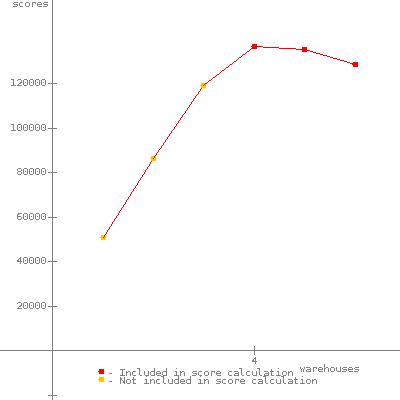 scores
120000
100000
80000
60000
40000
20000
4
warehouses
- Included in score calculation
- Not included in score calculation